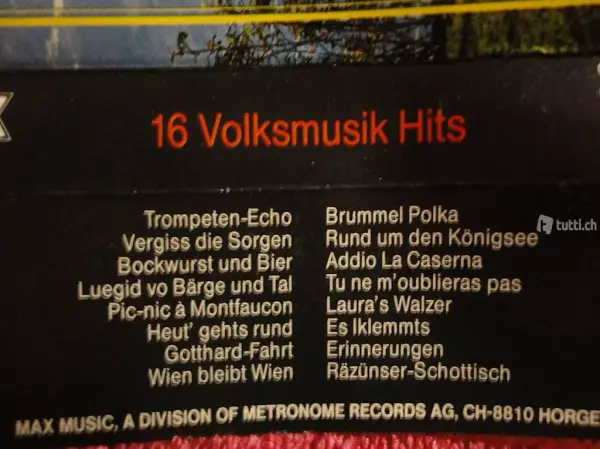 16 Volksmusik Hits
Trompeten-Echo
Vergiss die Sorgen
Bockwurst und Bier
Luegid vo Bärge und Tal
Pic-nic à Montfaucon
Heut' gehts rund
Gotthard-Fahrt
Wien bleibt Wien
Brummel Polka
Rund um den Königsee
Addio La Caserna
Tu ne m'oublieras pas
Laura's Walzer
Es Iklemmts
Erinnerungen
Räzünser-Schottisch
MAX MUSIC, A DIVISION OF METRONOME RECORDS AG, CH-8810 HORGE
t tutti.ch